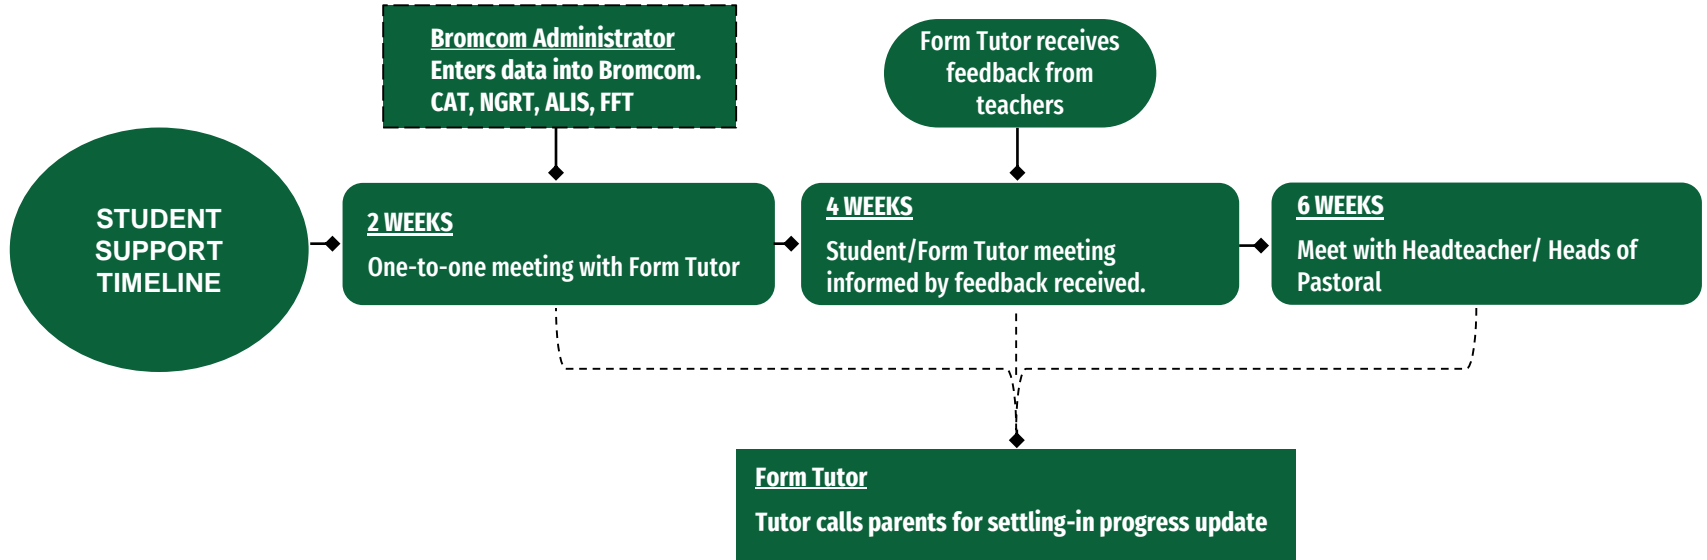 Bromcom Administrator
Enters data into Bromcom.
CAT, NGRT, ALIS, FFT
Form Tutor receives
feedback from
teachers
STUDENT
SUPPORT
TIMELINE
2 WEEKS
One-to-one meeting with Form Tutor
4 WEEKS
Student/Form Tutor meeting
informed by feedback received.
6 WEEKS
Meet with Headteacher/ Heads of
Pastoral
Form Tutor
Tutor calls parents for settling-in progress update